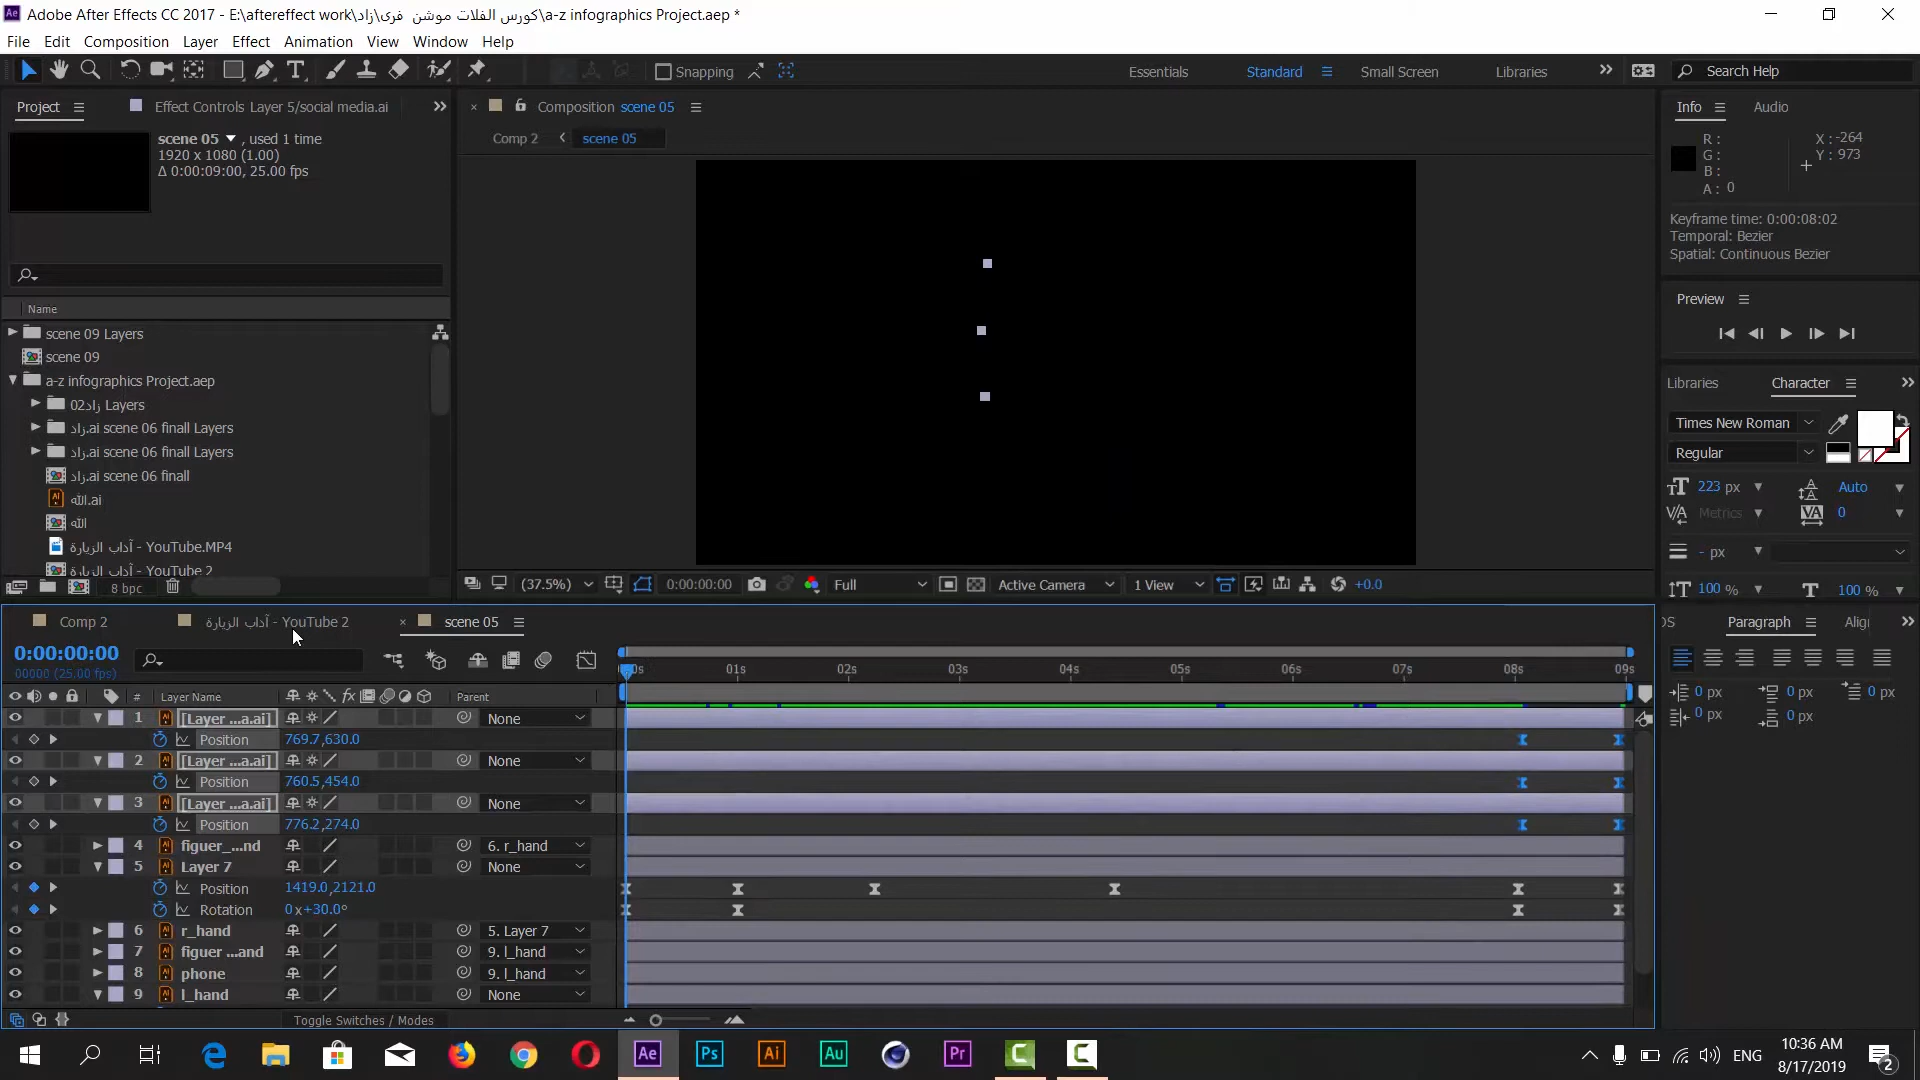 Adobe After Effects CC 2017 - E:\aftereffect work\كورس الفلات موشن فرى\زاد\a-z infographics Project.aep *
File Edit Composition Layer Effect Animation View Window Help
Snapping
Essentials Standard Small Screen Libraries Search Help
Project Effect Controls Layer 5/social media.ai
scene 05 , used 1 time
1920 x 1080 (1.00)
Δ 0:00:09:00, 25.00 fps
Name
scene 09 Layers
scene 09
a-z infographics Project.aep
زاد02 Layers
زاد.ai scene 06 finall Layers
زاد.ai scene 06 finall Layers
زاد.ai scene 06 finall
الله.ai
الله
آداب الزيارة - YouTube.MP4
آداب الزيارة - YouTube 2
8 bpc
Composition scene 05
Comp 2 scene 05
(37.5%) 0:00:00:00 Full Active Camera 1 View +0.0
Info Audio
R :
G :
B :
A : 0
X : -264
Y : 973
Keyframe time: 0:00:08:02
Temporal: Bezier
Spatial: Continuous Bezier
Preview
Libraries Character
Times New Roman
Regular
223 px Auto
Metrics 0
- px
100 % 100 %
Paragraph
0 px 0 px 0 px
0 px 0 px
Comp 2 آداب الزيارة - YouTube 2 scene 05
0:00:00:00
00000 (25.00 fps)
01s 02s 03s 04s 05s 06s 07s 08s 09s
# Layer Name Parent
1 [Layer ...a.ai] None
Position 769.7,630.0
2 [Layer ...a.ai] None
Position 760.5,454.0
3 [Layer ...a.ai] None
Position 776.2,274.0
4 figuer_...nd 6. r_hand
5 Layer 7 None
Position 1419.0,2121.0
Rotation 0x+30.0°
6 r_hand 5. Layer 7
7 figuer ...and 9. l_hand
8 phone 9. l_hand
9 l_hand None
Toggle Switches / Modes
Ae Ps Ai Au Pr
ENG
10:36 AM
8/17/2019
2